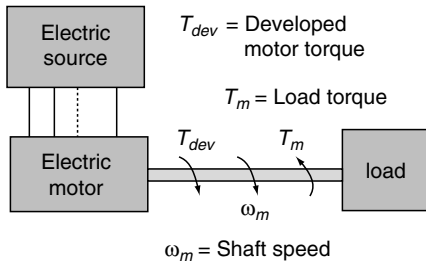 Electric
source
T_dev = Developed
motor torque
T_m = Load torque
Electric
motor
T_dev
T_m
ω_m
load
ω_m = Shaft speed